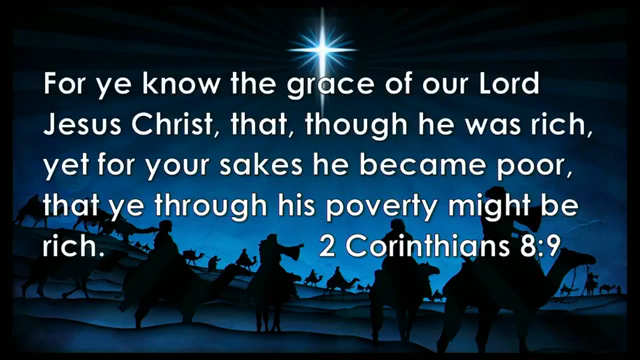 For ye know the grace of our Lord
Jesus Christ, that, though he was rich,
yet for your sakes he became poor,
that ye through his poverty might be
rich. 2 Corinthians 8:9